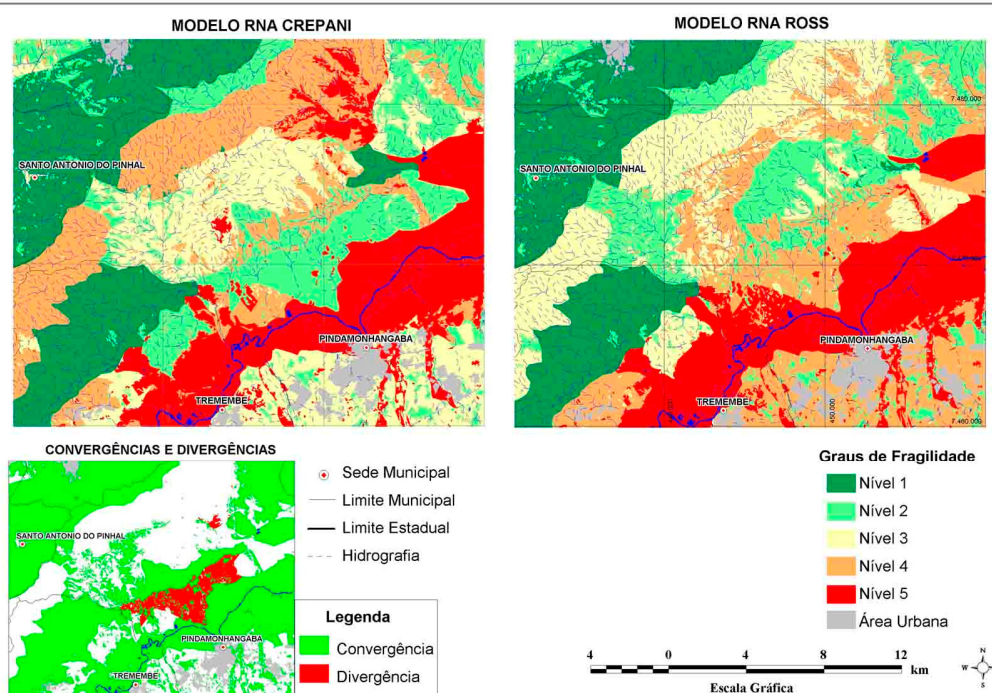 MODELO RNA CREPANI
SANTO ANTONIO DO PINHAL
PINDAMONHANGABA
TREMEMBE
MODELO RNA ROSS
7.480.000
SANTO ANTONIO DO PINHAL
PINDAMONHANGABA
TREMEMBE
450.000
7.460.000
CONVERGÊNCIAS E DIVERGÊNCIAS
SANTO ANTONIO DO PINHAL
PINDAMONHANGABA
TREMEMBE
Sede Municipal
Limite Municipal
Limite Estadual
Hidrografia
Legenda
Convergência
Divergência
Graus de Fragilidade
Nível 1
Nível 2
Nível 3
Nível 4
Nível 5
Área Urbana
4 0 4 8 12 km
Escala Gráfica
N
W E
S